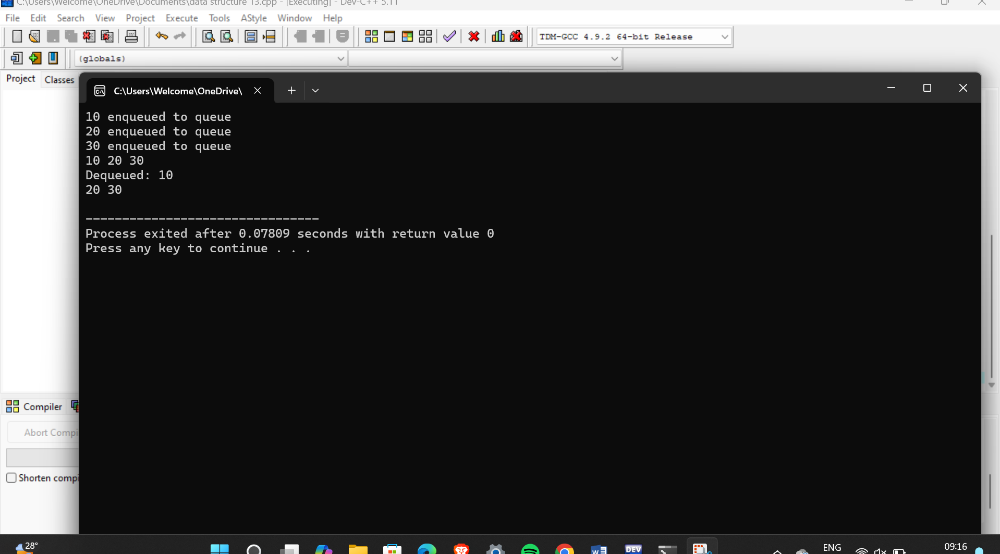 C:\Users\Welcome\OneDrive\Documents\data structure 13.cpp - [Executing] - Dev-C++ 5.11
File Edit Search View Project Execute Tools AStyle Window Help
TDM-GCC 4.9.2 64-bit Release
(globals)
Project Classes
C:\Users\Welcome\OneDrive\
10 enqueued to queue
20 enqueued to queue
30 enqueued to queue
10 20 30
Dequeued: 10
20 30
--------------------------------
Process exited after 0.07809 seconds with return value 0
Press any key to continue . . .
Compiler
Abort Compi
Shorten compi
28°
DEV
ENG
09:16